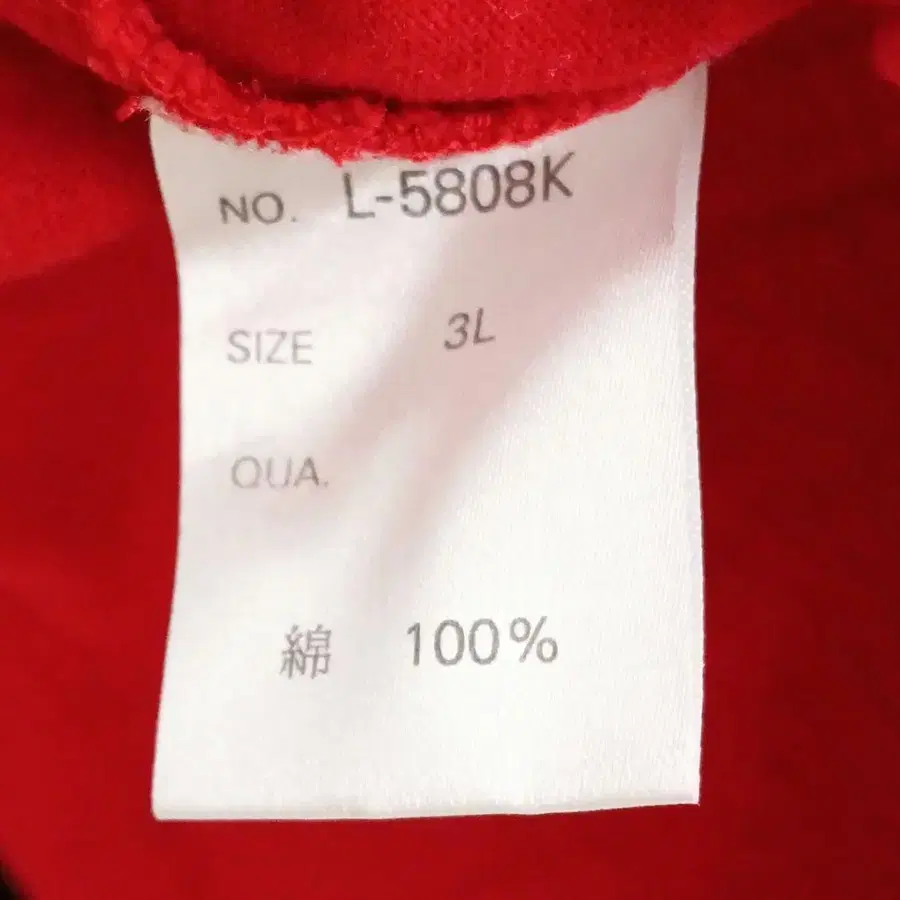 NO. L-5808K
SIZE 3L
QUA.
綿 100%